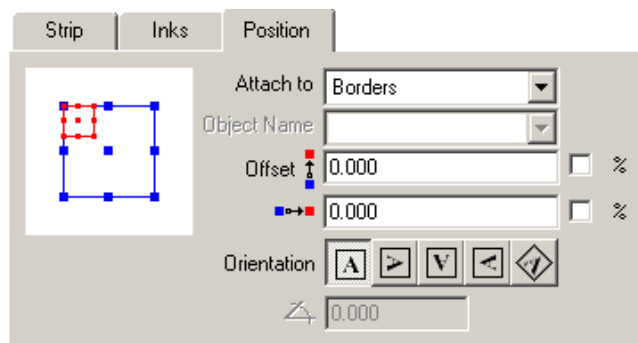 Strip Inks Position
Attach to Borders
Object Name
Offset 0.000 %
0.000 %
Orientation A A A A A
0.000